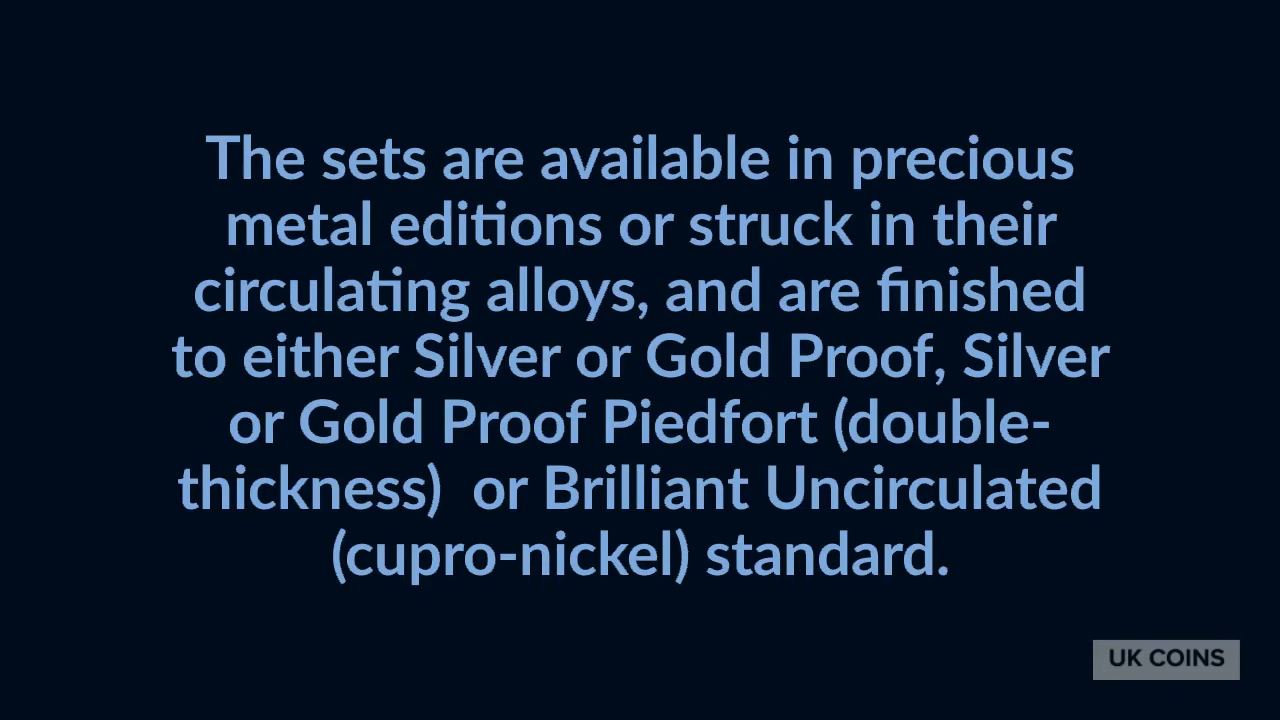 The sets are available in precious
metal editions or struck in their
circulating alloys, and are finished
to either Silver or Gold Proof, Silver
or Gold Proof Piedfort (double-
thickness)  or Brilliant Uncirculated
(cupro-nickel) standard.
UK COINS